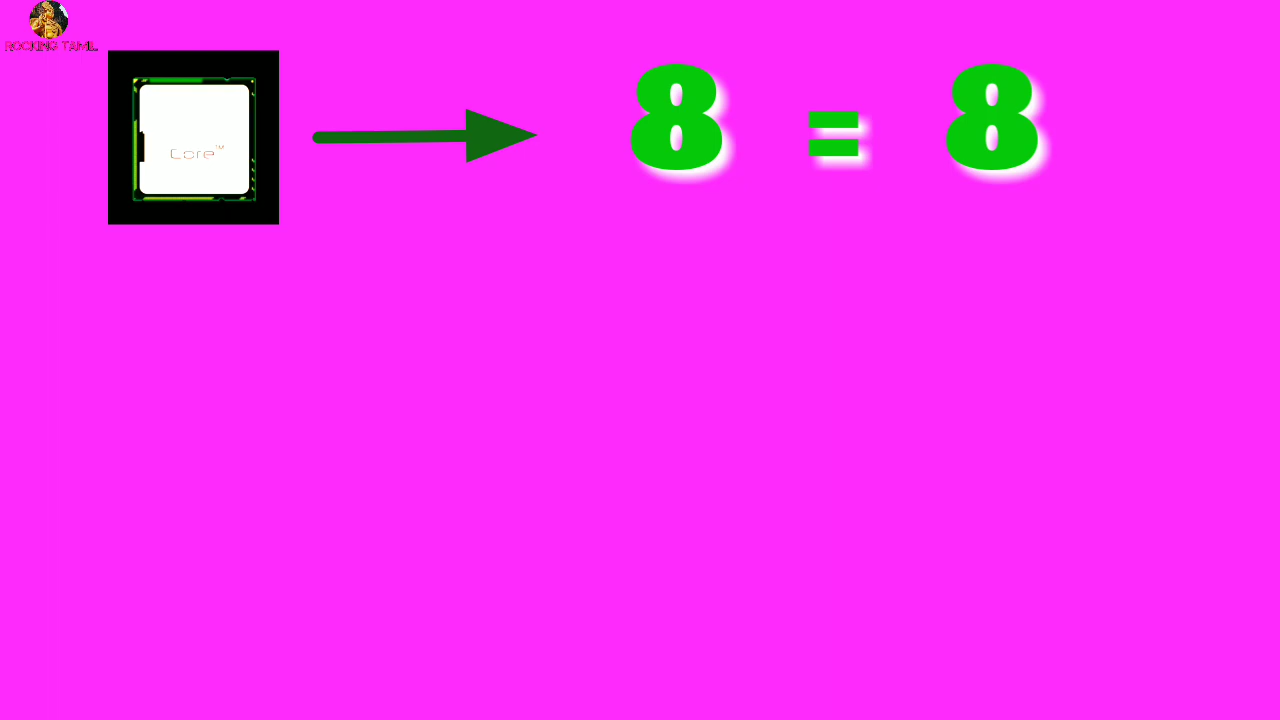 ROCKING TAMIL
Core™
8 = 8